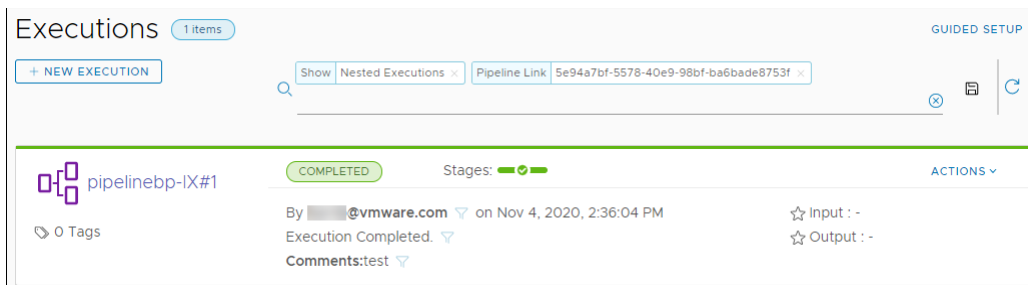 Executions 1 items GUIDED SETUP
+ NEW EXECUTION
Show Nested Executions × Pipeline Link 5e94a7bf-5578-40e9-98bf-ba6bade8753f ×
pipelinebp-IX#1
0 Tags
COMPLETED Stages: ACTIONS
By @vmware.com on Nov 4, 2020, 2:36:04 PM Input : -
Execution Completed. Output : -
Comments:test